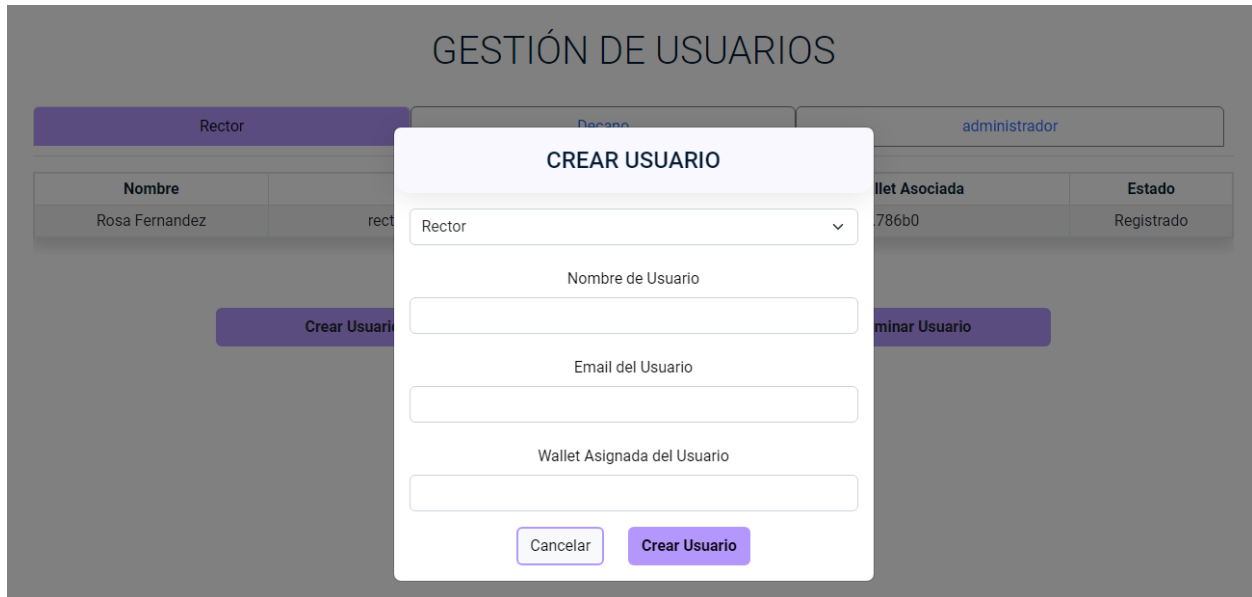 GESTIÓN DE USUARIOS
Rector Decano administrador
CREAR USUARIO
Nombre llet Asociada Estado
Rosa Fernandez rect .786b0 Registrado
Rector
Nombre de Usuario
Crear Usuari minar Usuario
Email del Usuario
Wallet Asignada del Usuario
Cancelar Crear Usuario